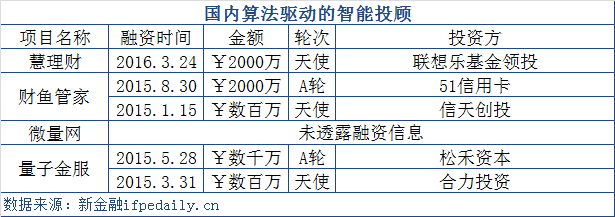 国内算法驱动的智能投顾
项目名称 融资时间 金额 轮次 投资方
慧理财 2016.3.24 ￥2000万 天使 联想乐基金领投
财鱼管家 2015.8.30 ￥2000万 A轮 51信用卡
2015.1.15 ￥数百万 天使 信天创投
微量网 未透露融资信息
量子金服 2015.5.28 ￥数千万 A轮 松禾资本
2015.3.31 ￥数百万 天使 合力投资
数据来源：新金融ifpedaily.cn